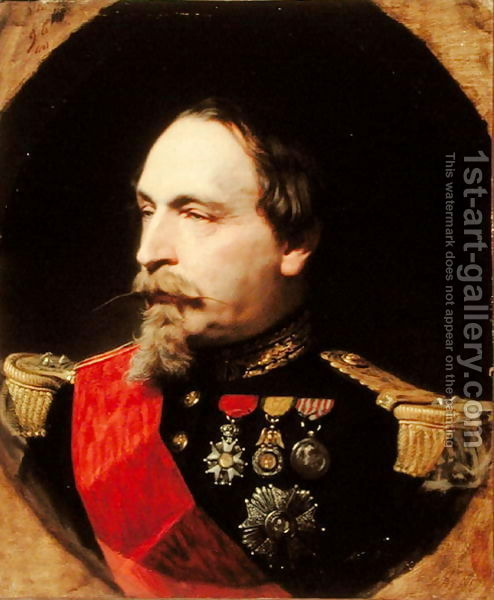 1st-art-gallery.com
This watermark does not appear on the painting